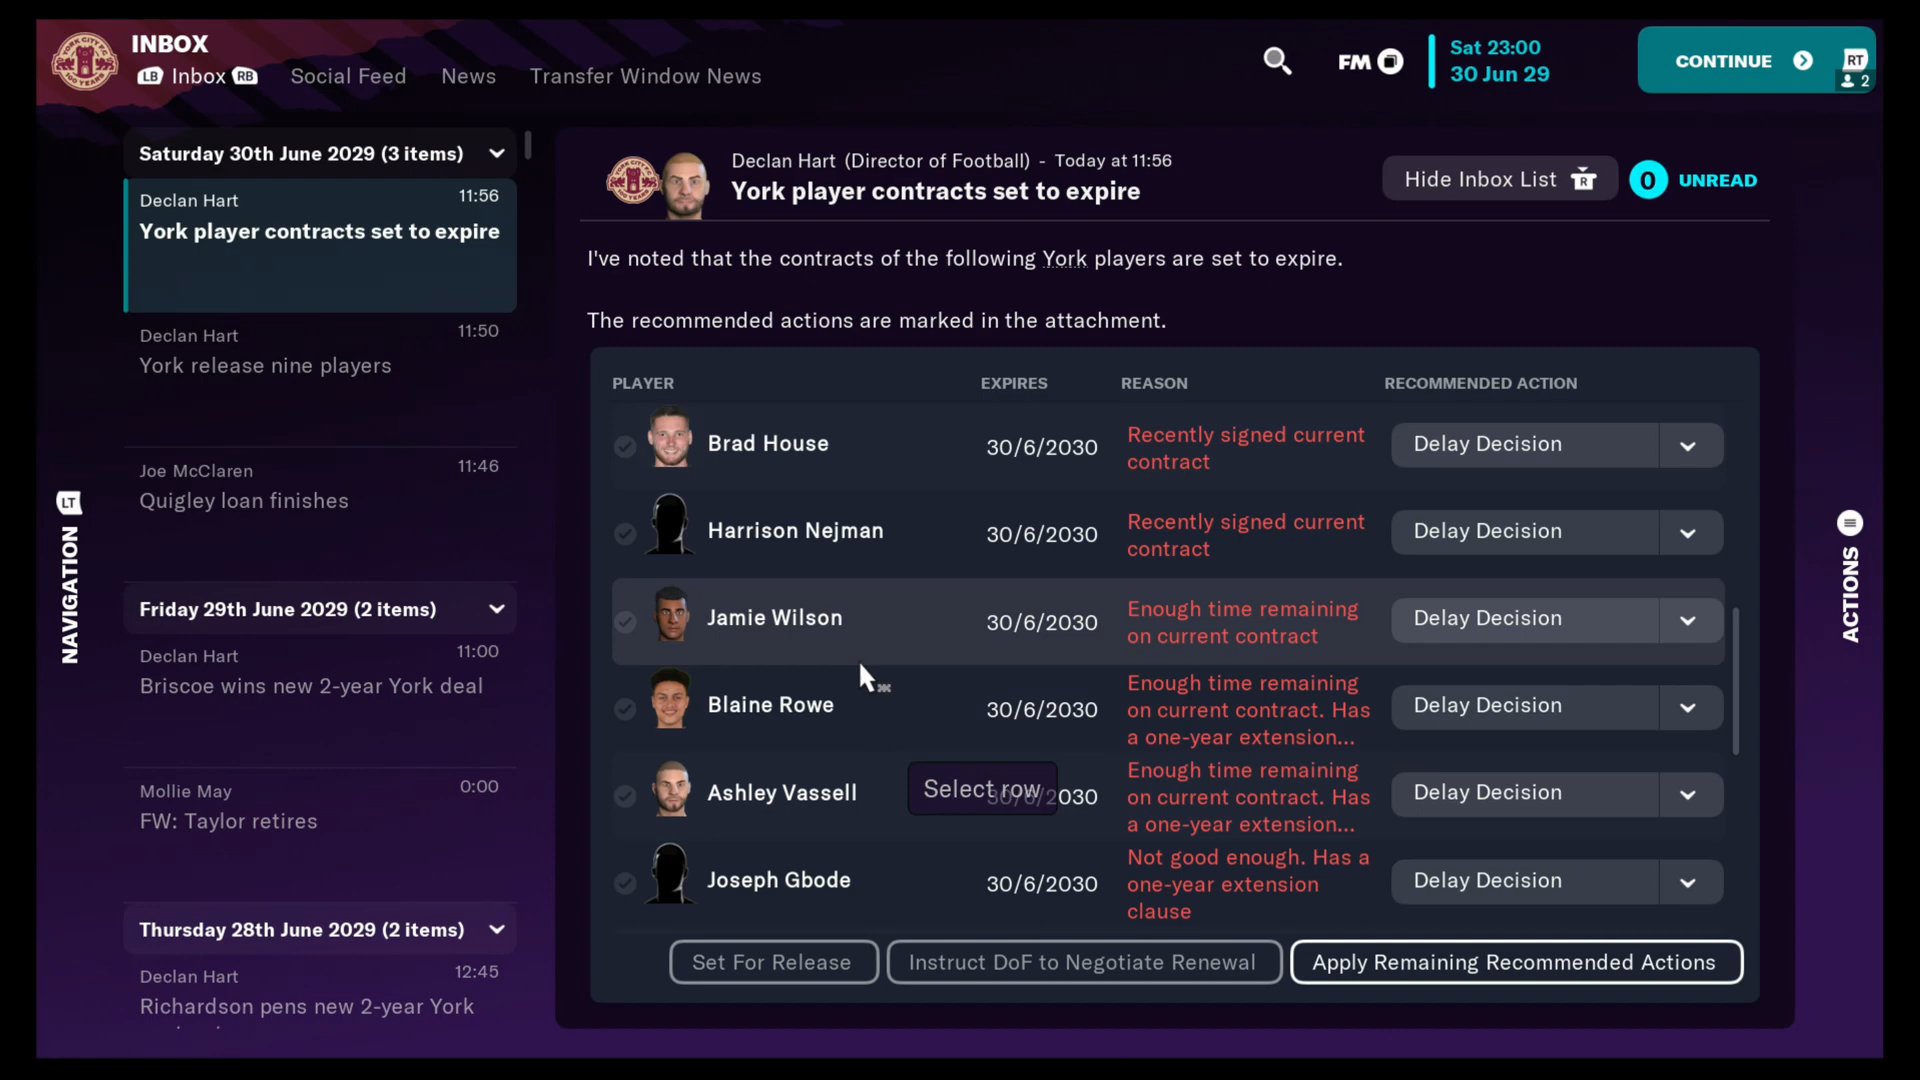 INBOX
LB Inbox RB
Social Feed
News
Transfer Window News
FM
Sat 23:00
30 Jun 29
CONTINUE
RT
2
NAVIGATION
LT
Saturday 30th June 2029 (3 items)
Declan Hart
11:56
York player contracts set to expire
Declan Hart
11:50
York release nine players
Joe McClaren
11:46
Quigley loan finishes
Friday 29th June 2029 (2 items)
Declan Hart
11:00
Briscoe wins new 2-year York deal
Mollie May
0:00
FW: Taylor retires
Thursday 28th June 2029 (2 items)
Declan Hart
12:45
Richardson pens new 2-year York
Declan Hart (Director of Football) - Today at 11:56
York player contracts set to expire
Hide Inbox List R
0 UNREAD
I've noted that the contracts of the following York players are set to expire.
The recommended actions are marked in the attachment.
PLAYER
EXPIRES
REASON
RECOMMENDED ACTION
Brad House
30/6/2030
Recently signed current
contract
Delay Decision
Harrison Nejman
30/6/2030
Recently signed current
contract
Delay Decision
Jamie Wilson
30/6/2030
Enough time remaining
on current contract
Delay Decision
Blaine Rowe
30/6/2030
Enough time remaining
on current contract. Has
a one-year extension...
Delay Decision
Ashley Vassell
30/6/2030
Enough time remaining
on current contract. Has
a one-year extension...
Delay Decision
Select row
Joseph Gbode
30/6/2030
Not good enough. Has a
one-year extension
clause
Delay Decision
Set For Release
Instruct DoF to Negotiate Renewal
Apply Remaining Recommended Actions
ACTIONS